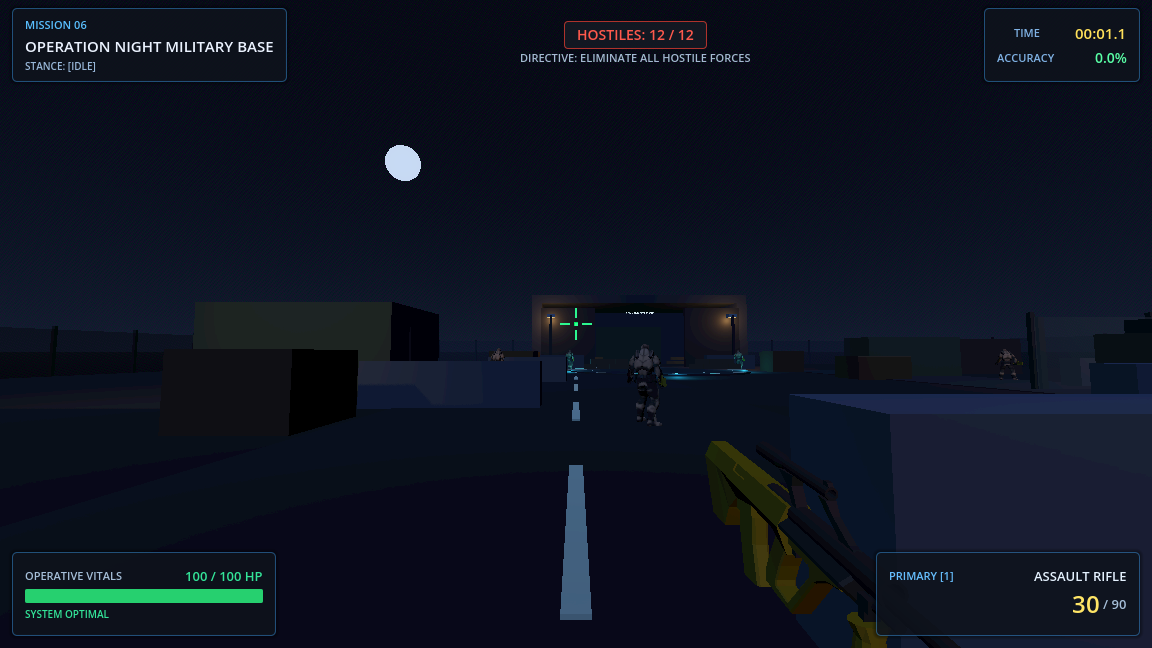 MISSION 06
OPERATION NIGHT MILITARY BASE
STANCE: [IDLE]
HOSTILES: 12 / 12
DIRECTIVE: ELIMINATE ALL HOSTILE FORCES
TIME 00:01.1
ACCURACY 0.0%
OPERATIVE VITALS 100 / 100 HP
SYSTEM OPTIMAL
PRIMARY [1] ASSAULT RIFLE
30 / 90